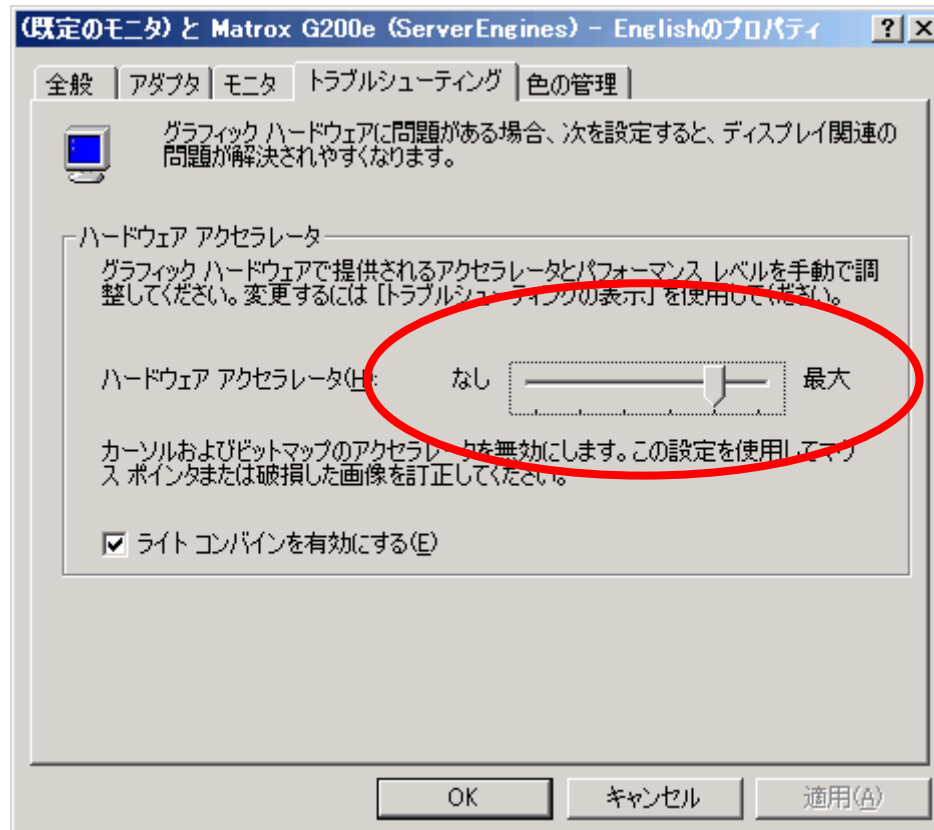 (既定のモニタ) と Matrox G200e (ServerEngines) - Englishのプロパティ
全般 アダプタ モニタ トラブルシューティング 色の管理
グラフィック ハードウェアに問題がある場合、次を設定すると、ディスプレイ関連の
問題が解決されやすくなります。
ハードウェア アクセラレータ
グラフィック ハードウェアで提供されるアクセラレータとパフォーマンス レベルを手動で調
整してください。変更するには [トラブルシューティングの表示] を使用してください。
ハードウェア アクセラレータ(H): なし 最大
カーソルおよびビットマップのアクセラレータを無効にします。この設定を使用してマウ
ス ポインタまたは破損した画像を訂正してください。
ライト コンバインを有効にする(E)
OK キャンセル 適用(A)